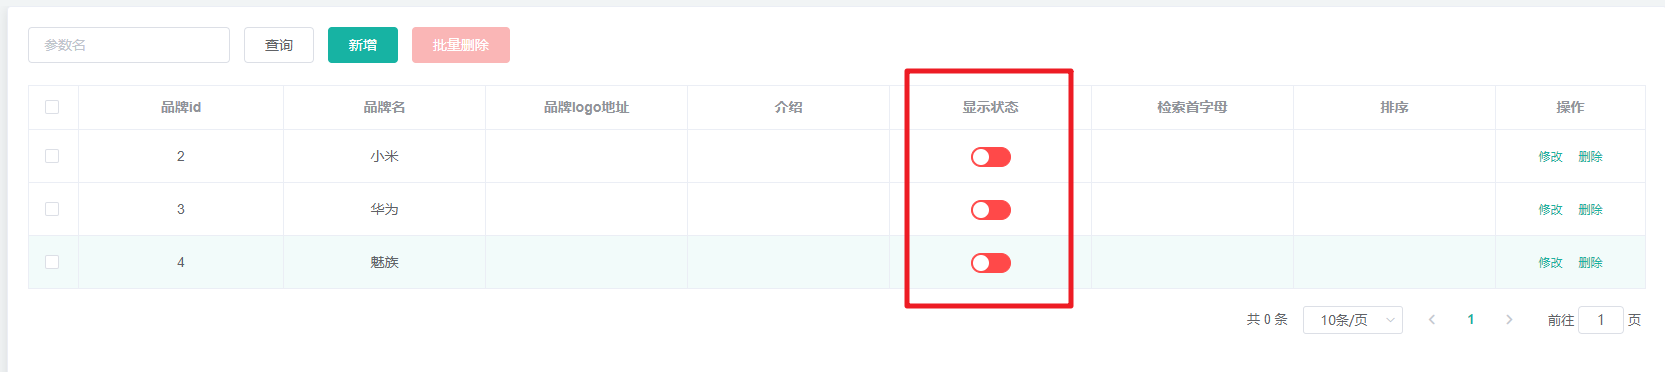 参数名 查询 新增 批量删除
品牌id 品牌名 品牌logo地址 介绍 显示状态 检索首字母 排序 操作
2 小米 修改 删除
3 华为 修改 删除
4 魅族 修改 删除
共 0 条 10条/页 1 前往 1 页